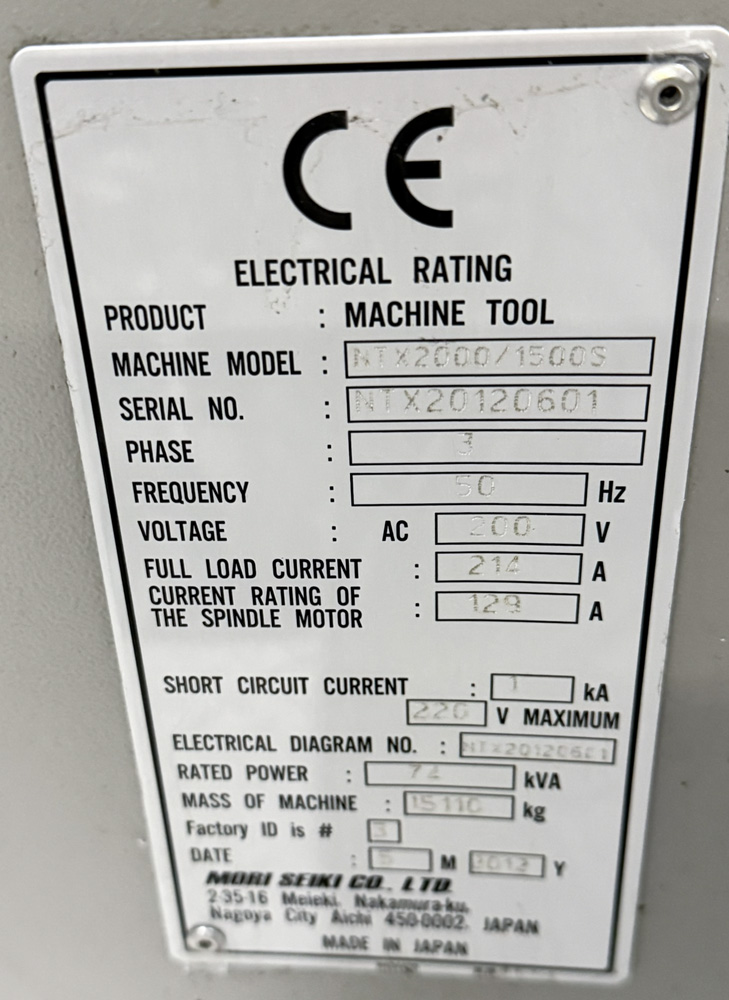 CE
ELECTRICAL RATING
PRODUCT : MACHINE TOOL
MACHINE MODEL : NTX2000/1500S
SERIAL NO. : NTX20120601
PHASE : 3
FREQUENCY : 50 Hz
VOLTAGE : AC 200 V
FULL LOAD CURRENT : 214 A
CURRENT RATING OF
THE SPINDLE MOTOR : 129 A
SHORT CIRCUIT CURRENT : 1 kA
220 V MAXIMUM
ELECTRICAL DIAGRAM NO. : NTX20120601
RATED POWER : 74 kVA
MASS OF MACHINE : 15110 kg
Factory ID is # 3
DATE : 5 M 2012 Y
MORI SEIKI CO., LTD.
2-35-16 Meieki, Nakamura-ku,
Nagoya City Aichi 450-0002, JAPAN
MADE IN JAPAN